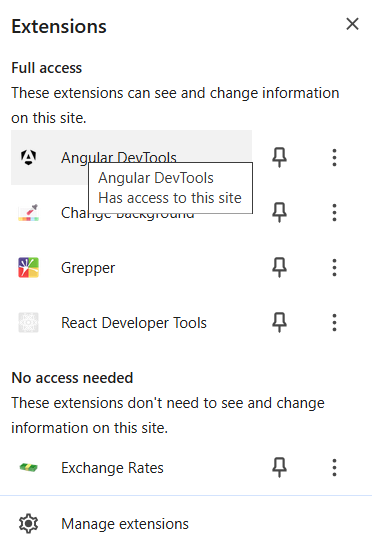 Extensions
Full access
These extensions can see and change information
on this site.
Angular DevTools
Angular DevTools
Has access to this site
Change Background
Grepper
React Developer Tools
No access needed
These extensions don't need to see and change
information on this site.
Exchange Rates
Manage extensions